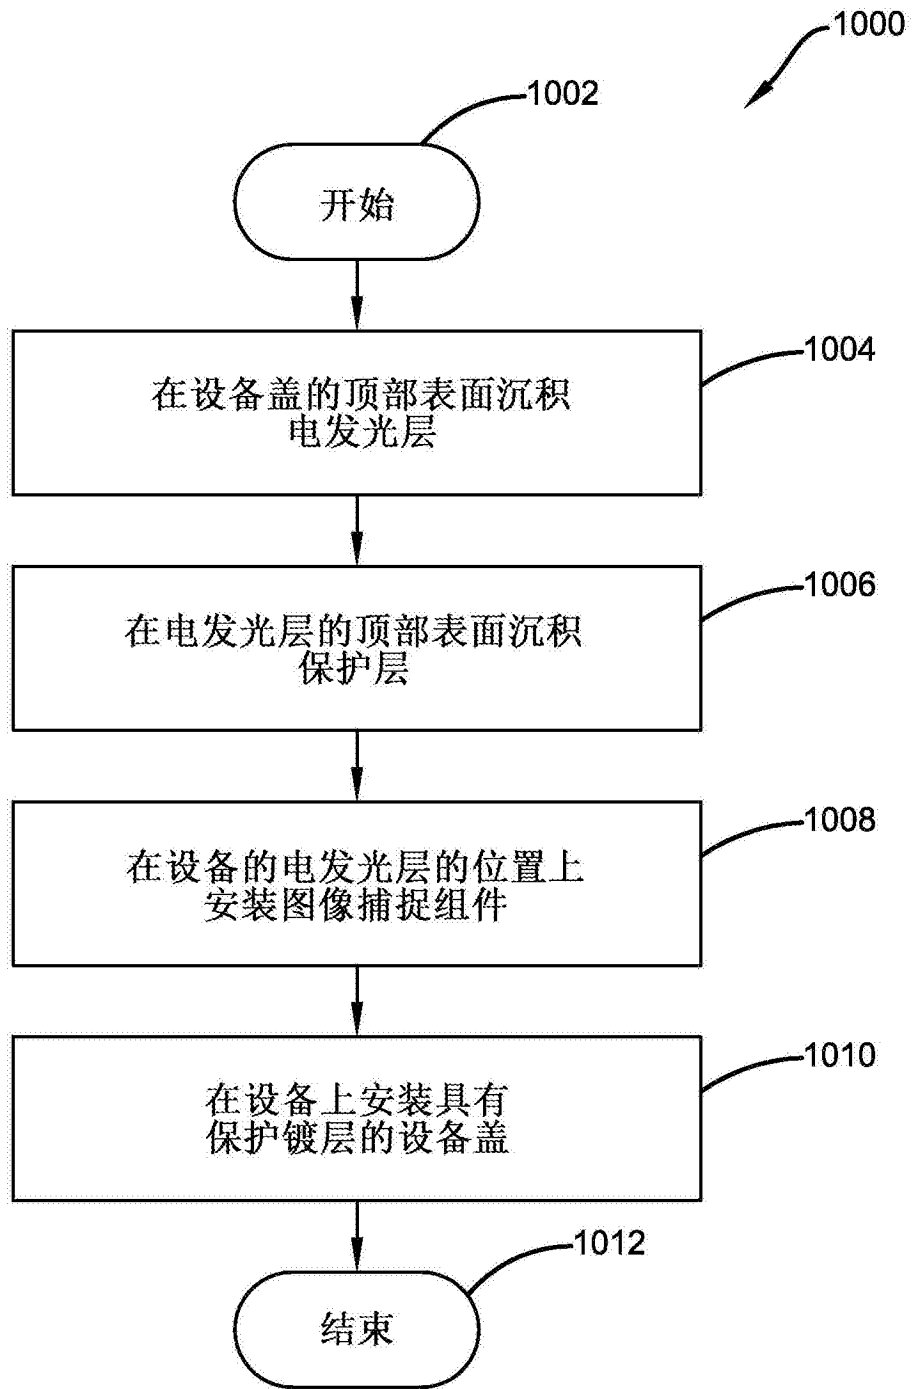 1000
1002
开始
1004
在设备盖的顶部表面沉积
电发光层
1006
在电发光层的顶部表面沉积
保护层
1008
在设备的电发光层的位置上
安装图像捕捉组件
1010
在设备上安装具有
保护镀层的设备盖
1012
结束